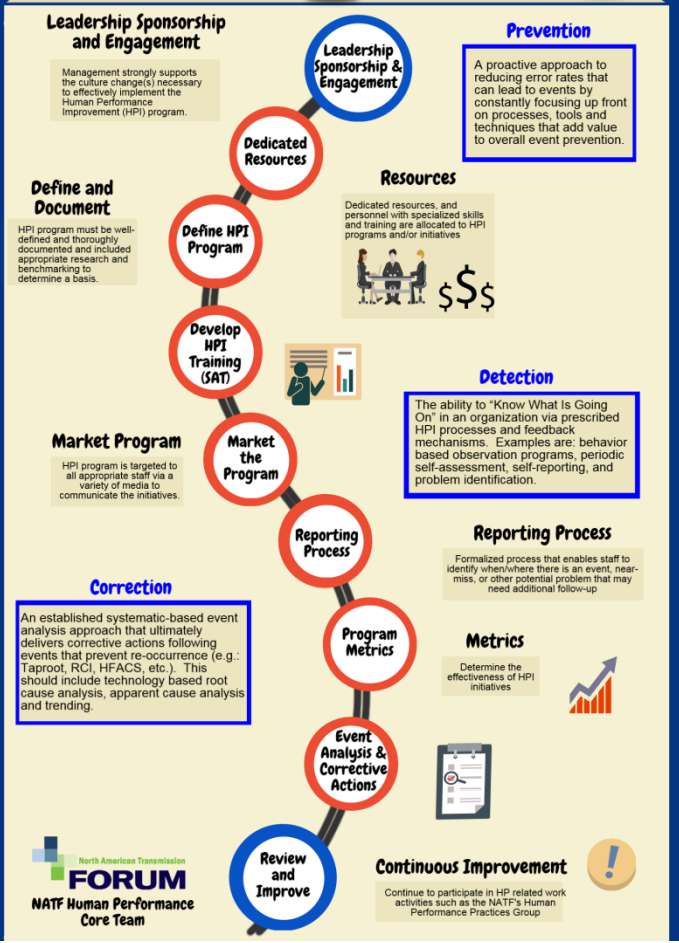 Leadership Sponsorship
and Engagement
Management strongly supports
the culture change(s) necessary
to effectively implement the
Human Performance
Improvement (HPI) program.
Leadership
Sponsorship &
Engagement
Prevention
A proactive approach to
reducing error rates that
can lead to events by
constantly focusing up front
on processes, tools and
techniques that add value
to overall event prevention.
Dedicated
Resources
Resources
Dedicated resources, and
personnel with specialized skills
and training are allocated to HPI
programs and/or initiatives
$$$
Define and
Document
HPI program must be well-
defined and thoroughly
documented and included
appropriate research and
benchmarking to
determine a basis.
Define HPI
Program
Develop
HPI
Training
(SAT)
Detection
The ability to “Know What Is Going
On” in an organization via prescribed
HPI processes and feedback
mechanisms. Examples are: behavior
based observation programs, periodic
self-assessment, self-reporting, and
problem identification.
Market Program
HPI program is targeted to
all appropriate staff via a
variety of media to
communicate the initiatives.
Market
the
Program
Reporting
Process
Reporting Process
Formalized process that enables staff to
identify when/where there is an event, near-
miss, or other potential problem that may
need additional follow-up
Correction
An established systematic-based event
analysis approach that ultimately
delivers corrective actions following
events that prevent re-occurrence (e.g.:
Taproot, RCI, HFACS, etc.). This
should include technology based root
cause analysis, apparent cause analysis
and trending.
Program
Metrics
Metrics
Determine the
effectiveness of HPI
initiatives
Event
Analysis &
Corrective
Actions
Review
and
Improve
Continuous Improvement
Continue to participate in HP related work
activities such as the NATF's Human
Performance Practices Group
!
North American Transmission
FORUM
NATF Human Performance
Core Team